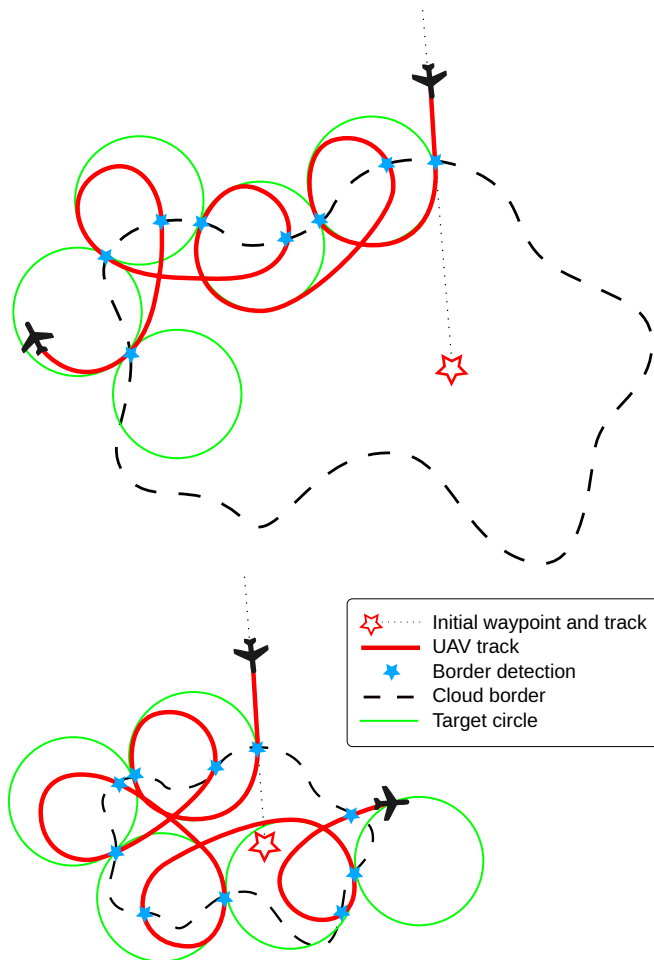 Initial waypoint and track
UAV track
Border detection
Cloud border
Target circle